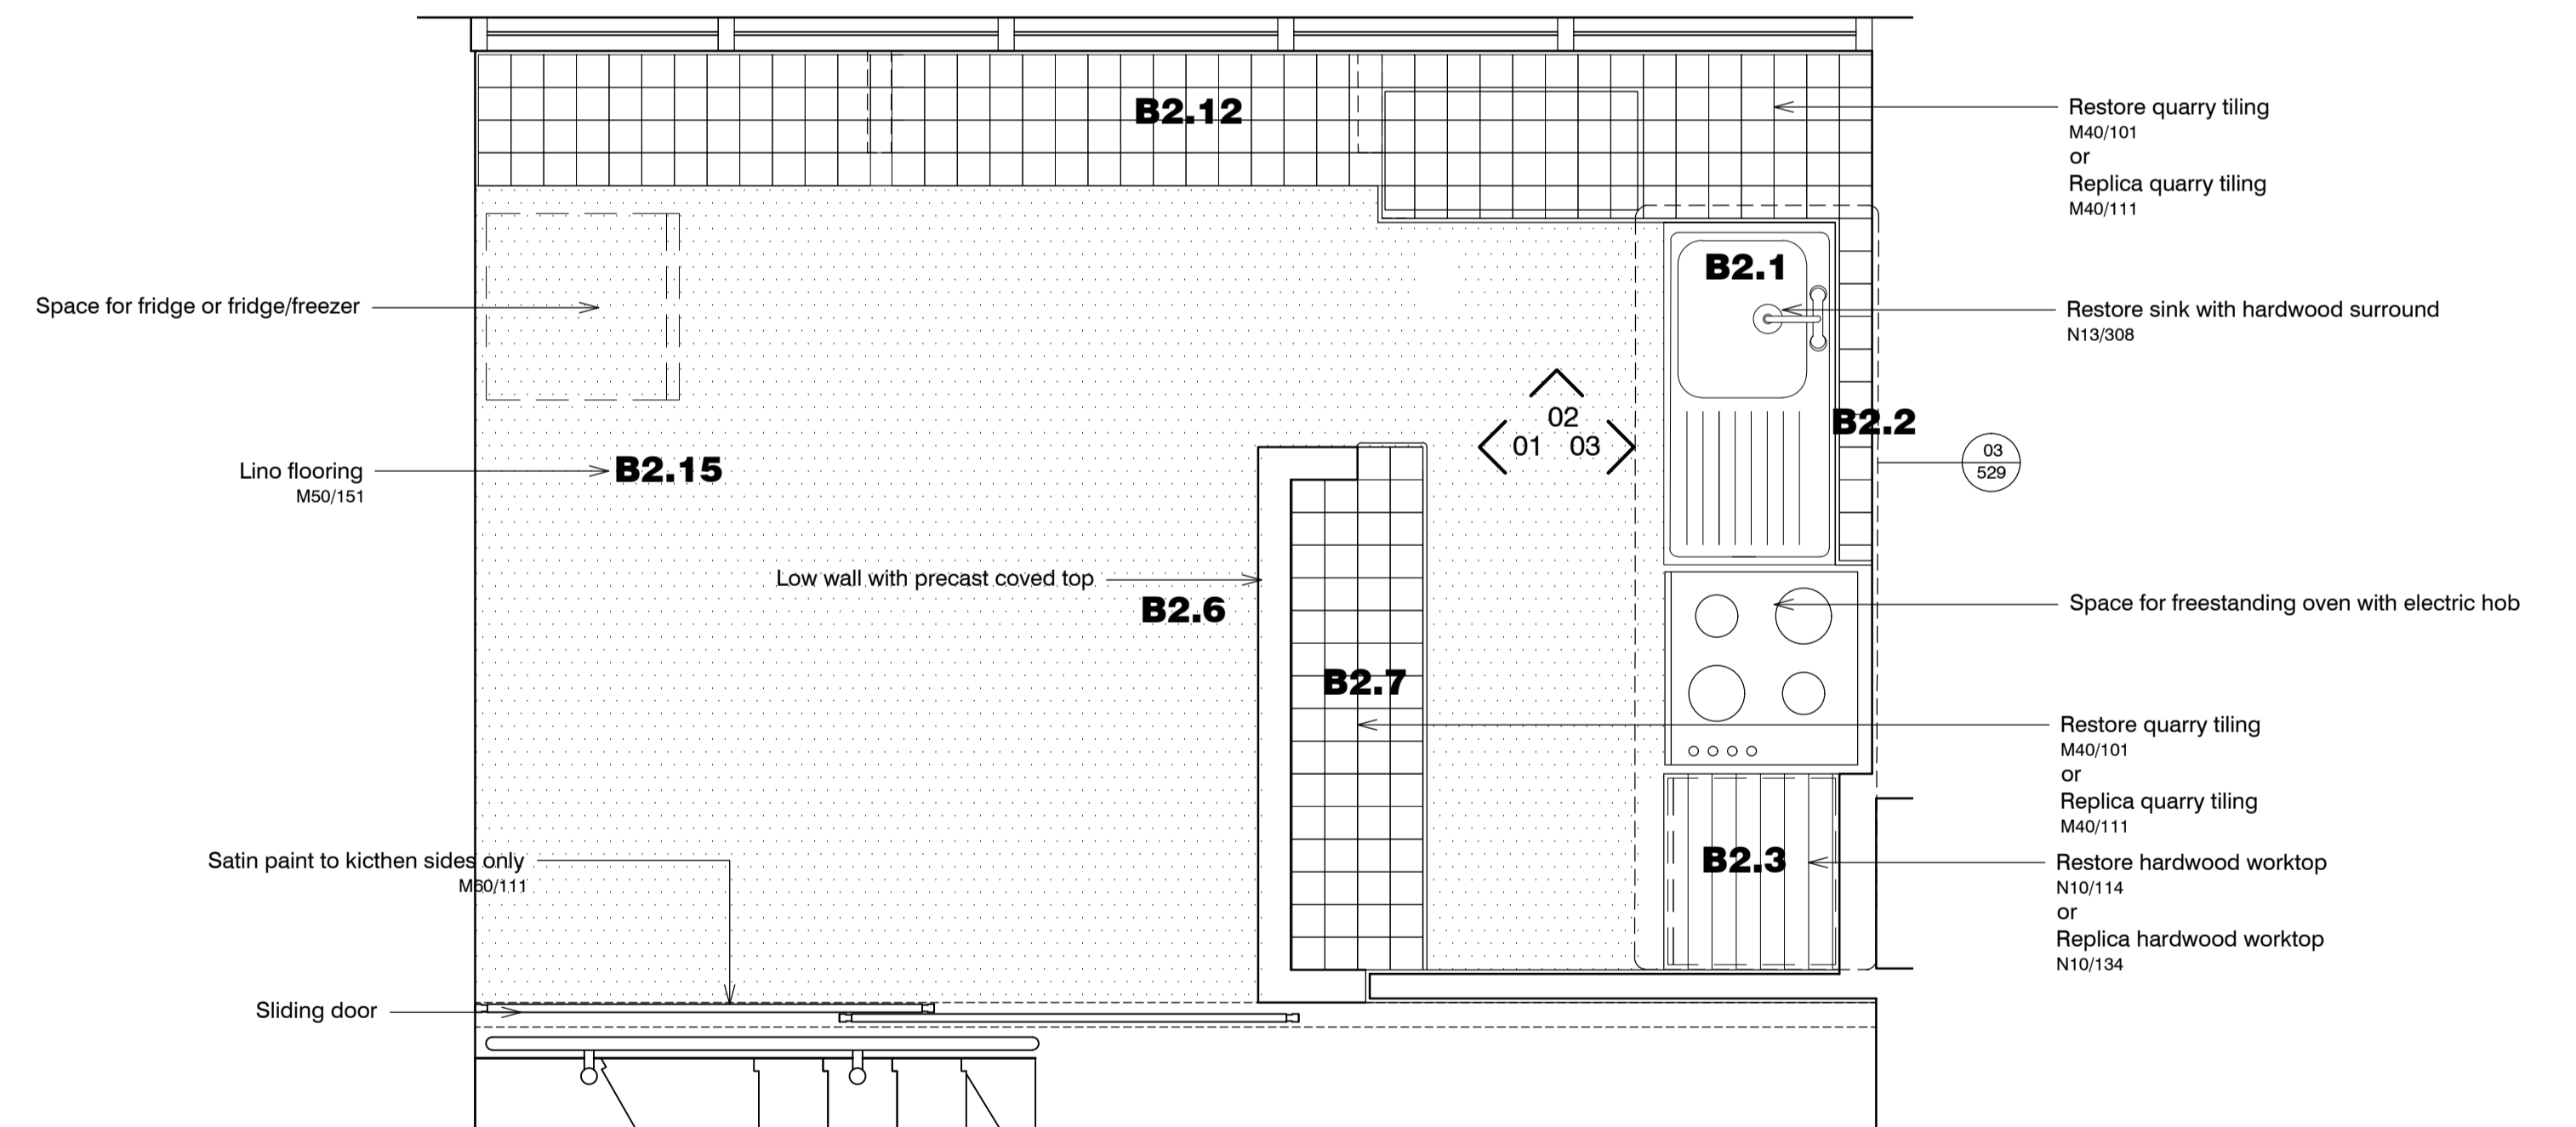 B2.12
Restore quarry tiling
M40/101
or
Replica quarry tiling
M40/111
Space for fridge or fridge/freezer
B2.1
Restore sink with hardwood surround
N13/308
02
01 03
B2.2
03
529
Lino flooring
M50/151
B2.15
Low wall with precast coved top
B2.6
Space for freestanding oven with electric hob
B2.7
Restore quarry tiling
M40/101
or
Replica quarry tiling
M40/111
Satin paint to kicthen sides only
M60/111
B2.3
Restore hardwood worktop
N10/114
or
Replica hardwood worktop
N10/134
Sliding door